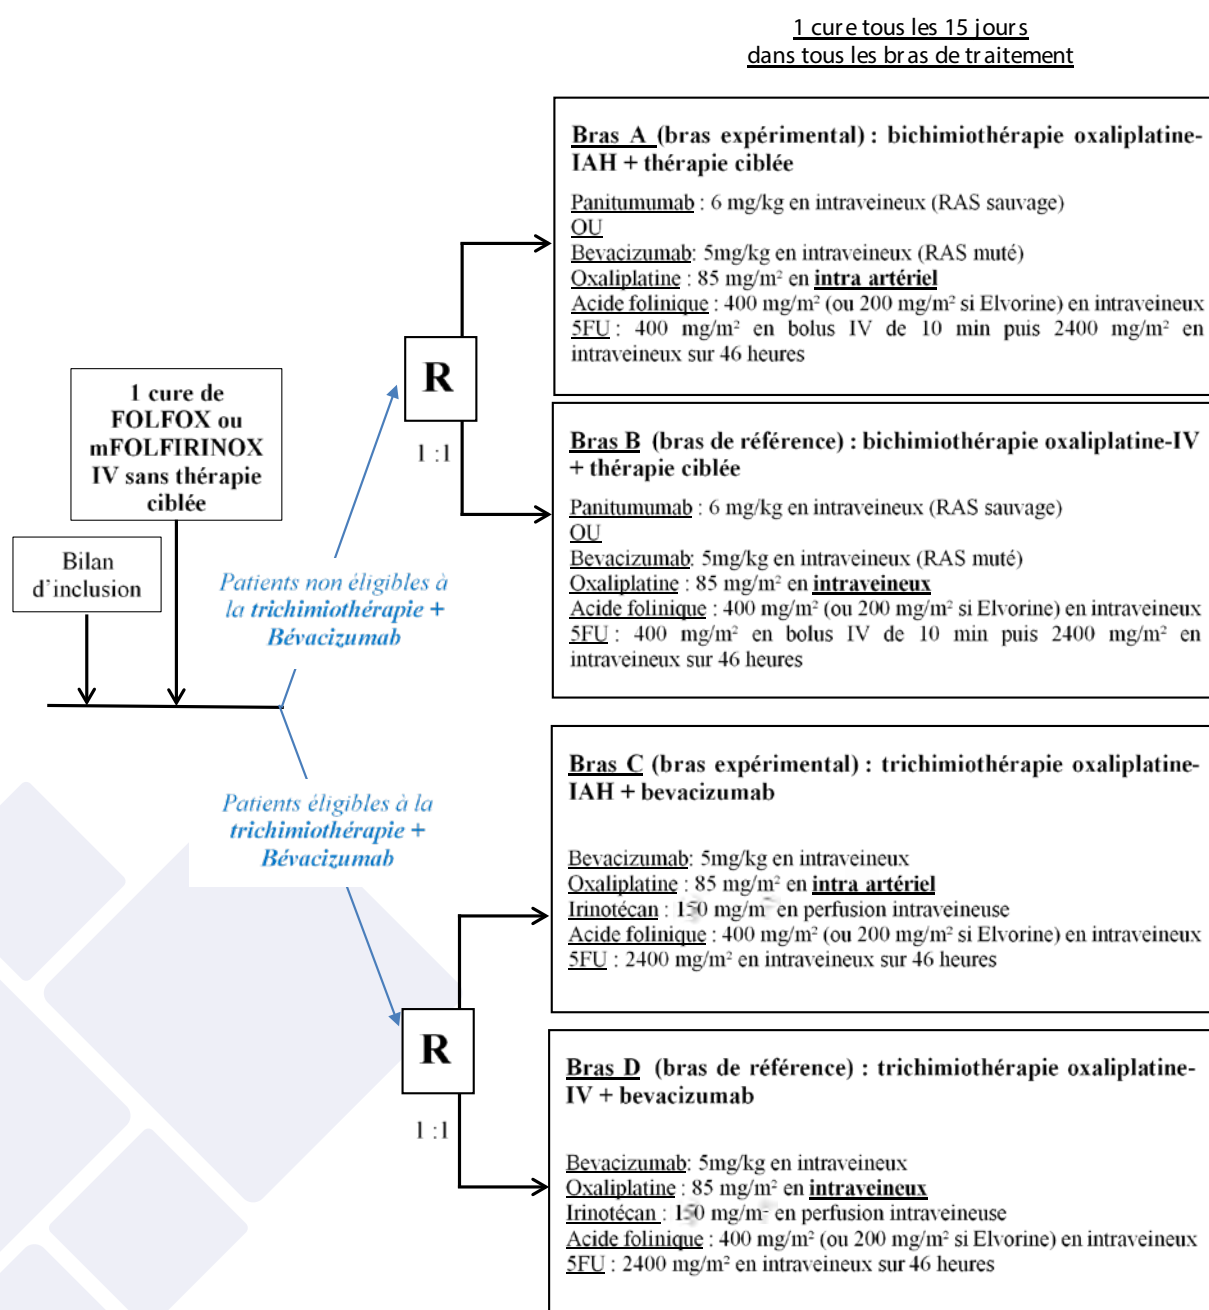 1 cure tous les 15 jours
dans tous les bras de traitement
Bras A (bras expérimental) : bichimiothérapie oxaliplatine-
IAH + thérapie ciblée
Panitumumab : 6 mg/kg en intraveineux (RAS sauvage)
OU
Bevacizumab: 5mg/kg en intraveineux (RAS muté)
Oxaliplatine : 85 mg/m² en intra artériel
Acide folinique : 400 mg/m² (ou 200 mg/m² si Elvorine) en intraveineux
5FU : 400 mg/m² en bolus IV de 10 min puis 2400 mg/m² en
intraveineux sur 46 heures
R
1 :1
1 cure de
FOLFOX ou
mFOLFIRINOX
IV sans thérapie
ciblée
Bilan
d'inclusion
Patients non éligibles à
la trichimiothérapie +
Bévacizumab
Bras B (bras de référence) : bichimiothérapie oxaliplatine-IV
+ thérapie ciblée
Panitumumab : 6 mg/kg en intraveineux (RAS sauvage)
OU
Bevacizumab: 5mg/kg en intraveineux (RAS muté)
Oxaliplatine : 85 mg/m² en intraveineux
Acide folinique : 400 mg/m² (ou 200 mg/m² si Elvorine) en intraveineux
5FU : 400 mg/m² en bolus IV de 10 min puis 2400 mg/m² en
intraveineux sur 46 heures
Patients éligibles à la
trichimiothérapie +
Bévacizumab
Bras C (bras expérimental) : trichimiothérapie oxaliplatine-
IAH + bevacizumab
Bevacizumab: 5mg/kg en intraveineux
Oxaliplatine : 85 mg/m² en intra artériel
Irinotécan : mg/m² en perfusion intraveineuse
Acide folinique : 400 mg/m² (ou 200 mg/m² si Elvorine) en intraveineux
5FU : 2400 mg/m² en intraveineux sur 46 heures
R
1 :1
Bras D (bras de référence) : trichimiothérapie oxaliplatine-
IV + bevacizumab
Bevacizumab: 5mg/kg en intraveineux
Oxaliplatine : 85 mg/m² en intraveineux
Irinotécan : mg/m² en perfusion intraveineuse
Acide folinique : 400 mg/m² (ou 200 mg/m² si Elvorine) en intraveineux
5FU : 2400 mg/m² en intraveineux sur 46 heures